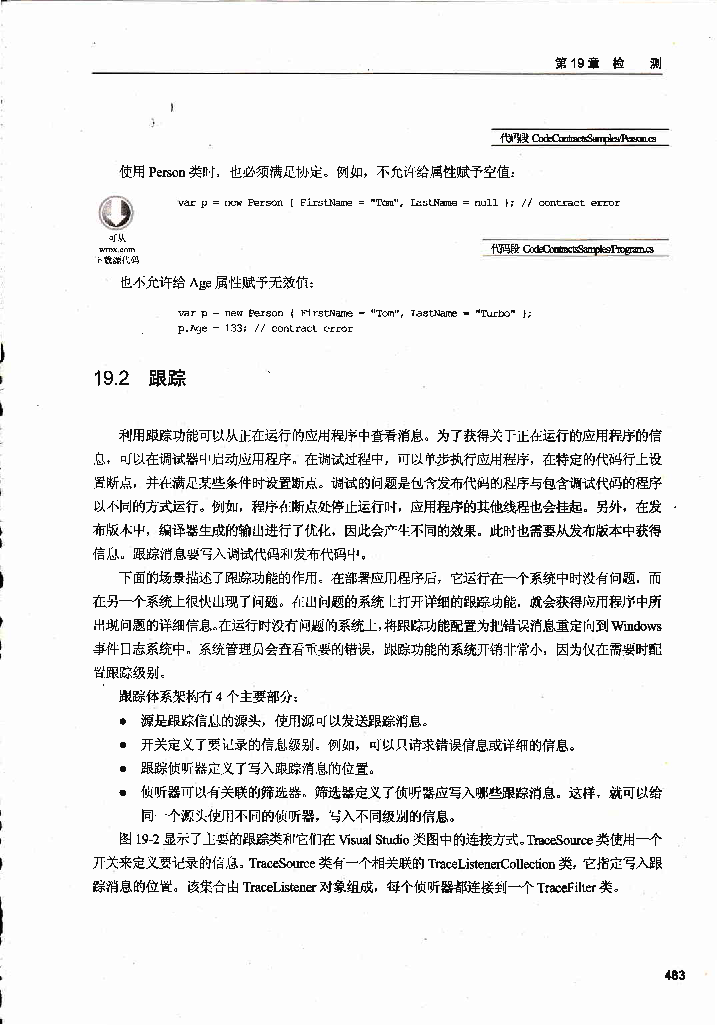 第19章 检 测
}
}
代码段 CodeContractsSamples/Person.cs
使用 Person 类时，也必须满足协定。例如，不允许给属性赋予空值：
var p = new Person { FirstName = "Tom", LastName = null }; // contract error
可从
wrox.com
下载源代码
代码段 CodeContractsSamples/Program.cs
也不允许给 Age 属性赋予无效值：
var p = new Person { FirstName = "Tom", LastName = "Turbo" };
p.Age = 133; // contract error
19.2 跟踪
利用跟踪功能可以从正在运行的应用程序中查看消息。为了获得关于正在运行的应用程序的信
息，可以在调试器中启动应用程序。在调试过程中，可以单步执行应用程序，在特定的代码行上设
置断点，并在满足某些条件时设置断点。调试的问题是包含发布代码的程序与包含调试代码的程序
以不同的方式运行。例如，程序在断点处停止运行时，应用程序的其他线程也会挂起。另外，在发
布版本中，编译器生成的输出进行了优化，因此会产生不同的效果。此时也需要从发布版本中获得
信息。跟踪消息要写入调试代码和发布代码中。
下面的场景描述了跟踪功能的作用。在部署应用程序后，它运行在一个系统中时没有问题，而
在另一个系统上很快出现了问题。在出问题的系统上打开详细的跟踪功能，就会获得应用程序中所
出现问题的详细信息。在运行时没有问题的系统上，将跟踪功能配置为把错误消息重定向到 Windows
事件日志系统中。系统管理员会查看重要的错误，跟踪功能的系统开销非常小，因为仅在需要时配
置跟踪级别。
跟踪体系架构有 4 个主要部分：
● 源是跟踪信息的源头，使用源可以发送跟踪消息。
● 开关定义了要记录的信息级别。例如，可以只请求错误信息或详细的信息。
● 跟踪侦听器定义了写入跟踪消息的位置。
● 侦听器可以有关联的筛选器。筛选器定义了侦听器应写入哪些跟踪消息。这样，就可以给
同一个源头使用不同的侦听器，写入不同级别的信息。
图 19-2 显示了主要的跟踪类和它们在 Visual Studio 类图中的连接方式。TraceSource 类使用一个
开关来定义要记录的信息。TraceSource 类有一个相关联的 TraceListenerCollection 类，它指定写入跟
踪消息的位置。该集合由 TraceListener 对象组成，每个侦听器都连接到一个 TraceFilter 类。
483